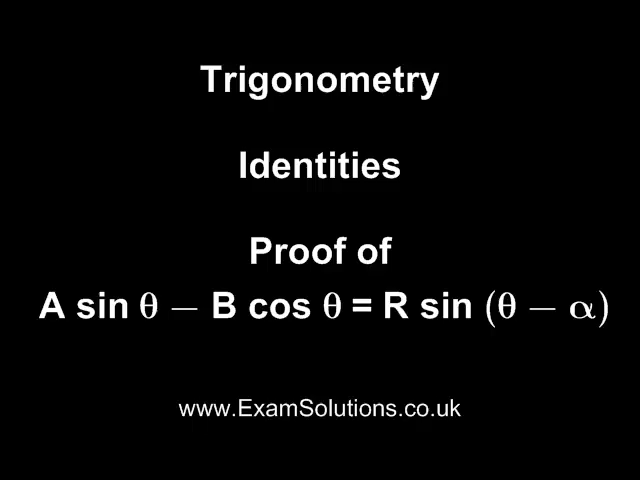 Trigonometry
Identities
Proof of
A sin θ − B cos θ = R sin (θ − α)
www.ExamSolutions.co.uk